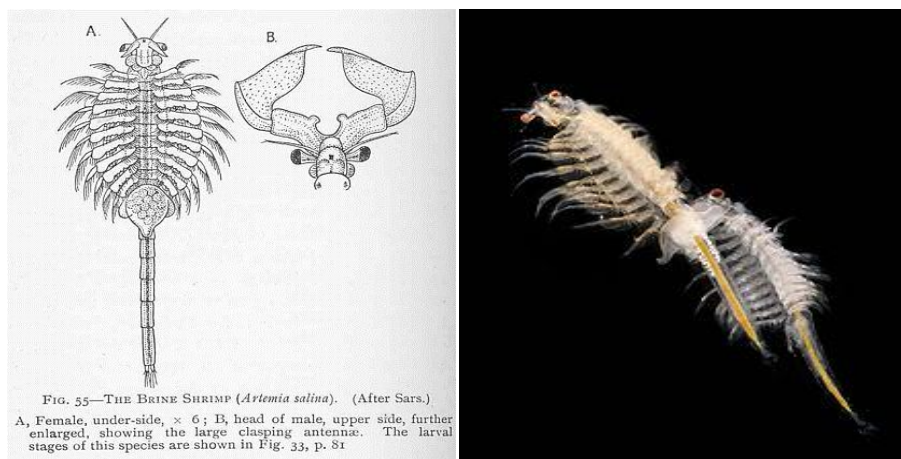 A.
B.
FIG. 55—THE BRINE SHRIMP (Artemia salina). (After Sars.)
A, Female, under-side, × 6 ; B, head of male, upper side, further
enlarged, showing the large clasping antennæ. The larval
stages of this species are shown in Fig. 33, p. 81